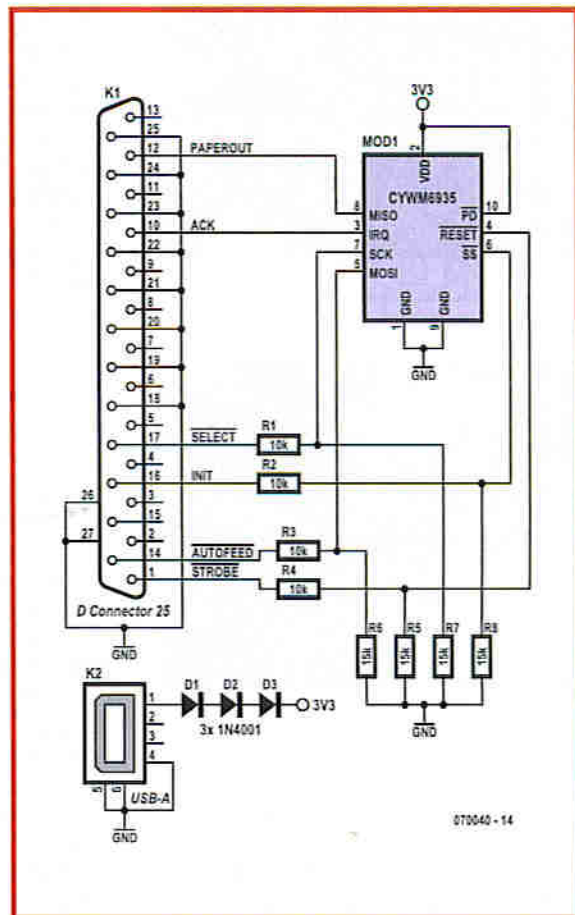 K1
13
25
12
PAPEROUT
24
11
23
10
ACK
22
9
21
8
20
7
19
6
18
5
17
SELECT
4
16
INIT
3
15
2
14
AUTOFEED
1
STROBE
26
27
D Connector 25
GND
3V3
MOD1
2
VDD
CYWM6935
8
MISO
PD
10
3
IRQ
RESET
4
7
SCK
SS
6
5
MOSI
GND
GND
1
9
GND
R1
10k
R2
10k
R3
10k
R4
10k
R6
R5
R7
R8
15k
15k
15k
15k
GND
K2
1
2
3
4
5
6
USB-A
GND
D1
D2
D3
3V3
3x 1N4001
070040 - 14